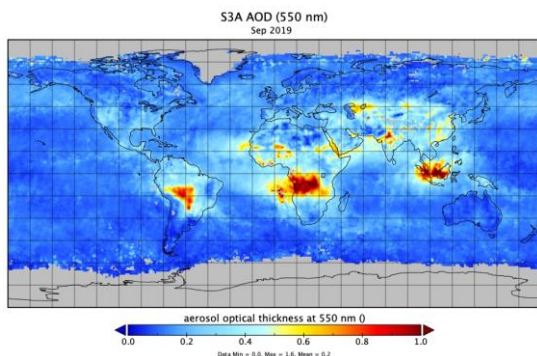 S3A AOD (550 nm)
Sep 2019
aerosol optical thickness at 550 nm ()
0.0 0.2 0.4 0.6 0.8 1.0
Data Min = 0.0, Max = 1.6, Mean = 0.2